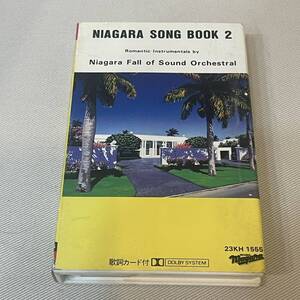 NIAGARA SONG BOOK 2
Romantic Instrumentals by
Niagara Fall of Sound Orchestral
23KH 1555
歌詞カード付 DOLBY SYSTEM
Niagara